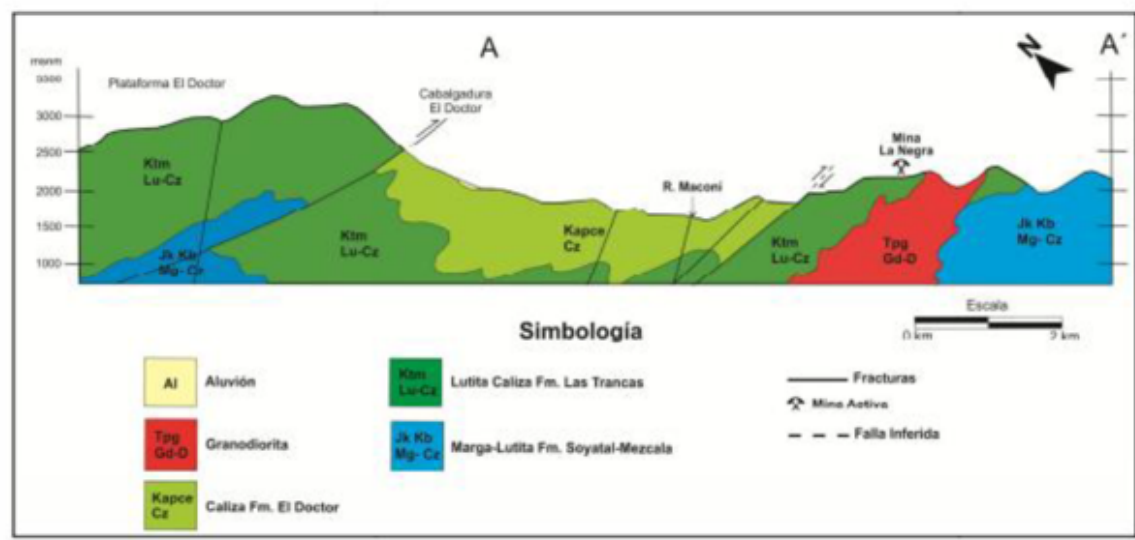 A
A´
N
msnm
Plataforma El Doctor
Cabalgadura
El Doctor
3000
2500
2000
1500
1000
Mina
La Negra
R. Maconi
Ktm
Lu-Cz
Jk Kb
Mg- Cz
Ktm
Lu-Cz
Kapce
Cz
Ktm
Lu-Cz
Tpg
Gd-D
Jk Kb
Mg- Cz
Escala
0 km 2 km
Simbología
Al Aluvión
Tpg
Gd-D
Granodiorita
Kapce
Cz
Caliza Fm. El Doctor
Ktm
Lu-Cz
Lutita Caliza Fm. Las Trancas
Jk Kb
Mg- Cz
Marga-Lutita Fm. Soyatal-Mezcala
Fracturas
Mina Activa
Falla Inferida